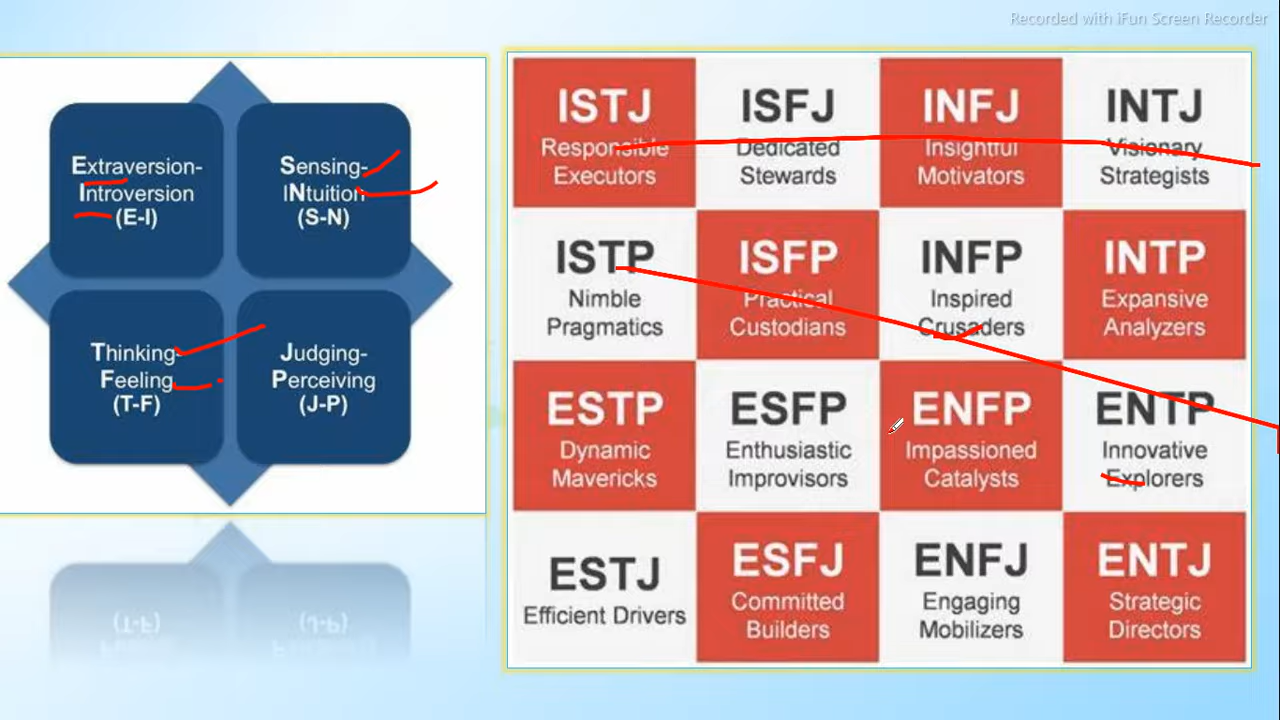 Recorded with iFun Screen Recorder
Extraversion-
Introversion
(E-I)
Sensing-
INtuition
(S-N)
Thinking-
Feeling
(T-F)
Judging-
Perceiving
(J-P)
ISTJ
Responsible
Executors
ISFJ
Dedicated
Stewards
INFJ
Insightful
Motivators
INTJ
Visionary
Strategists
ISTP
Nimble
Pragmatics
ISFP
Practical
Custodians
INFP
Inspired
Crusaders
INTP
Expansive
Analyzers
ESTP
Dynamic
Mavericks
ESFP
Enthusiastic
Improvisors
ENFP
Impassioned
Catalysts
ENTP
Innovative
Explorers
ESTJ
Efficient Drivers
ESFJ
Committed
Builders
ENFJ
Engaging
Mobilizers
ENTJ
Strategic
Directors